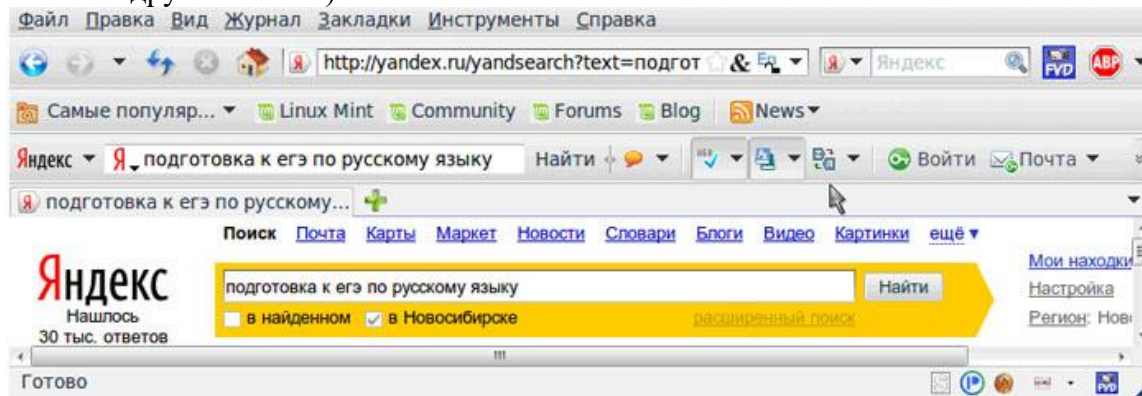 Файл Правка Вид Журнал Закладки Инструменты Справка
http://yandex.ru/yandsearch?text=подгот Яндекс FVD ABP
Самые популяр... Linux Mint Community Forums Blog News
Яндекс Я подготовка к егэ по русскому языку Найти Войти Почта
Я подготовка к егэ по русскому...
Поиск Почта Карты Маркет Новости Словари Блоги Видео Картинки ещё
Мои находки
Яндекс подготовка к егэ по русскому языку Найти Настройка
Нашлось в найденном в Новосибирске расширенный поиск Регион: Ново
30 тыс. ответов
Готово